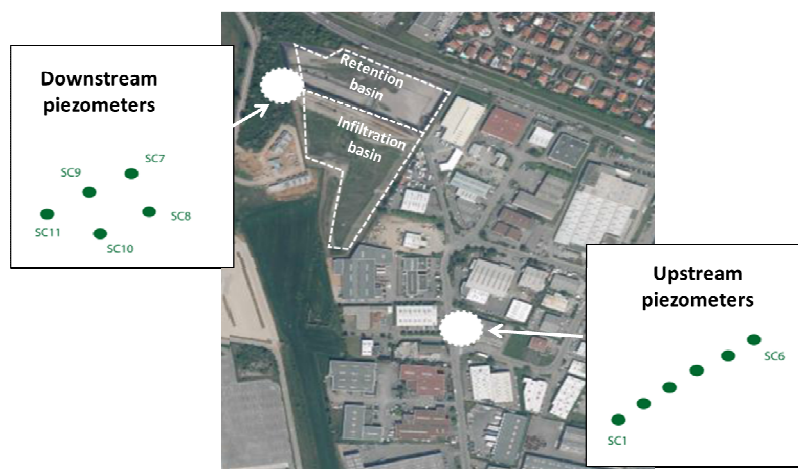 Downstream
piezometers
SC7
SC9
SC11
SC8
SC10
Retention
basin
Infiltration
basin
Upstream
piezometers
SC6
SC1